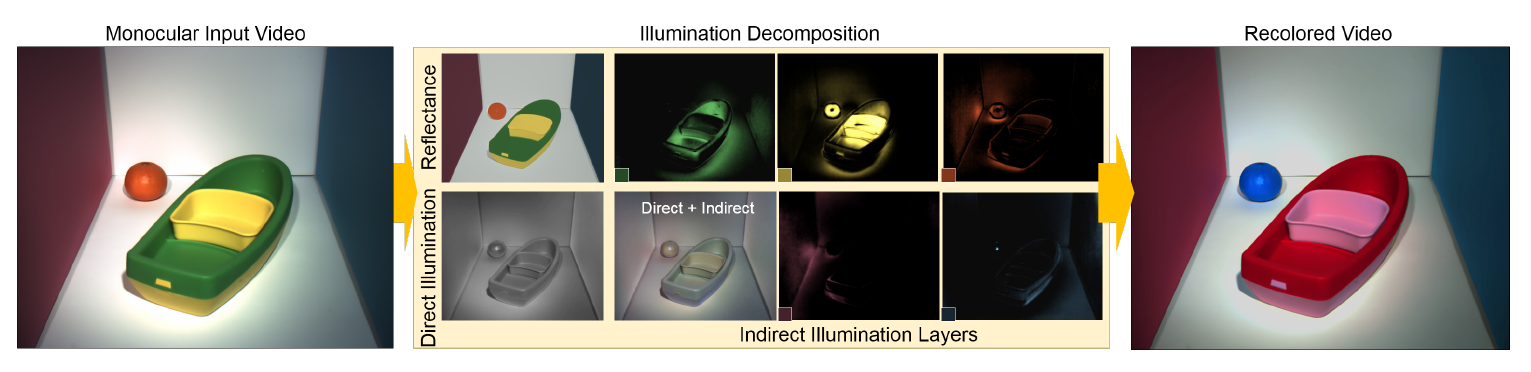 Monocular Input Video
Illumination Decomposition
Recolored Video
Reflectance
Direct Illumination
Direct + Indirect
Indirect Illumination Layers